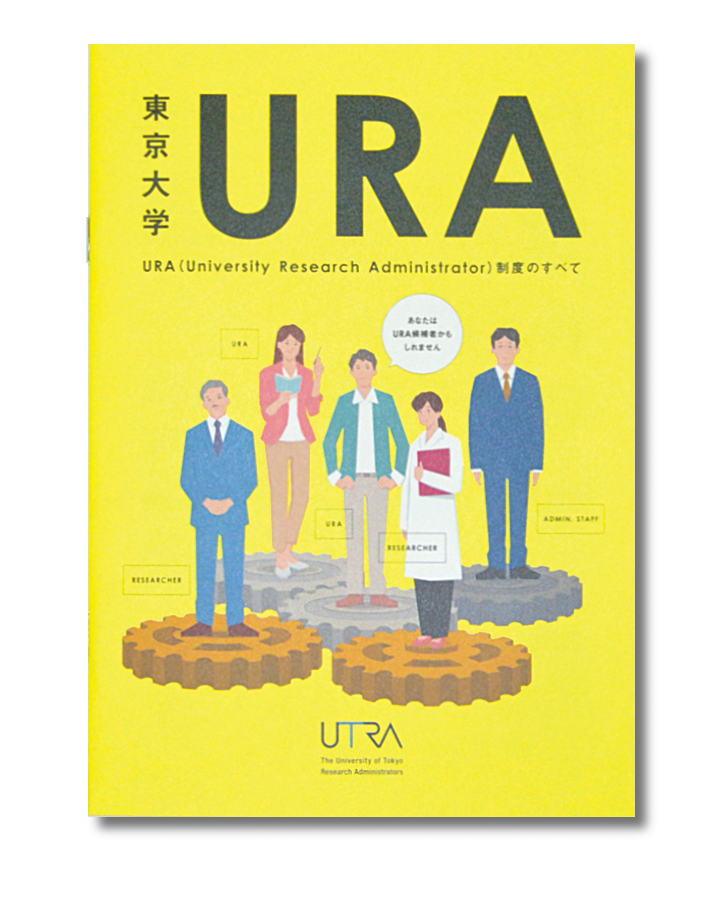 東京大学
URA
URA(University Research Administrator)制度のすべて
URA
あなたは
URA候補者かも
しれません
URA
ADMIN. STAFF
RESEARCHER
RESEARCHER
UTRA
The University of Tokyo
Research Administrators